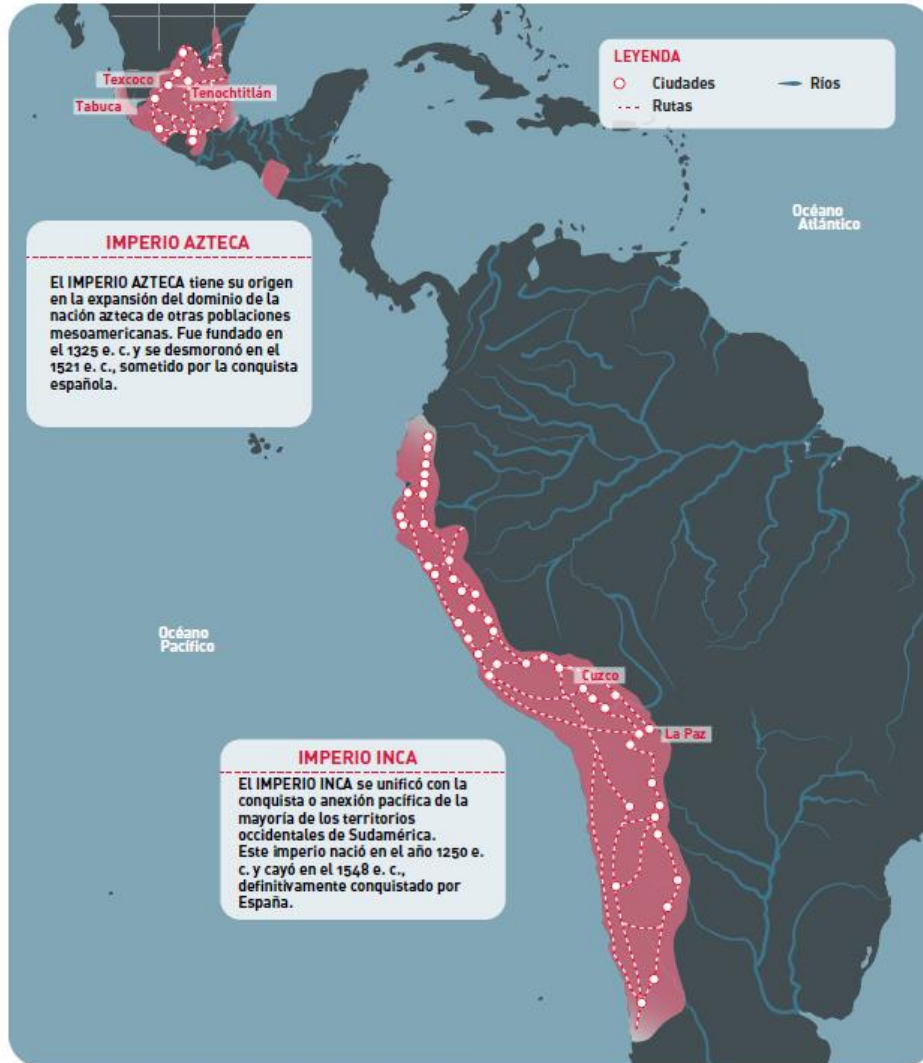 Texcoco
Tenochtitlán
Tabuca
LEYENDA
Ciudades
Ríos
Rutas
Océano
Atlántico
IMPERIO AZTECA
El IMPERIO AZTECA tiene su origen
en la expansión del dominio de la
nación azteca de otras poblaciones
mesoamericanas. Fue fundado en
el 1325 e. c. y se desmoronó en el
1521 e. c., sometido por la conquista
española.
Océano
Pacífico
Cuzco
La Paz
IMPERIO INCA
El IMPERIO INCA se unificó con la
conquista o anexión pacífica de la
mayoría de los territorios
occidentales de Sudamérica.
Este imperio nació en el año 1250 e.
c. y cayó en el 1548 e. c.,
definitivamente conquistado por
España.